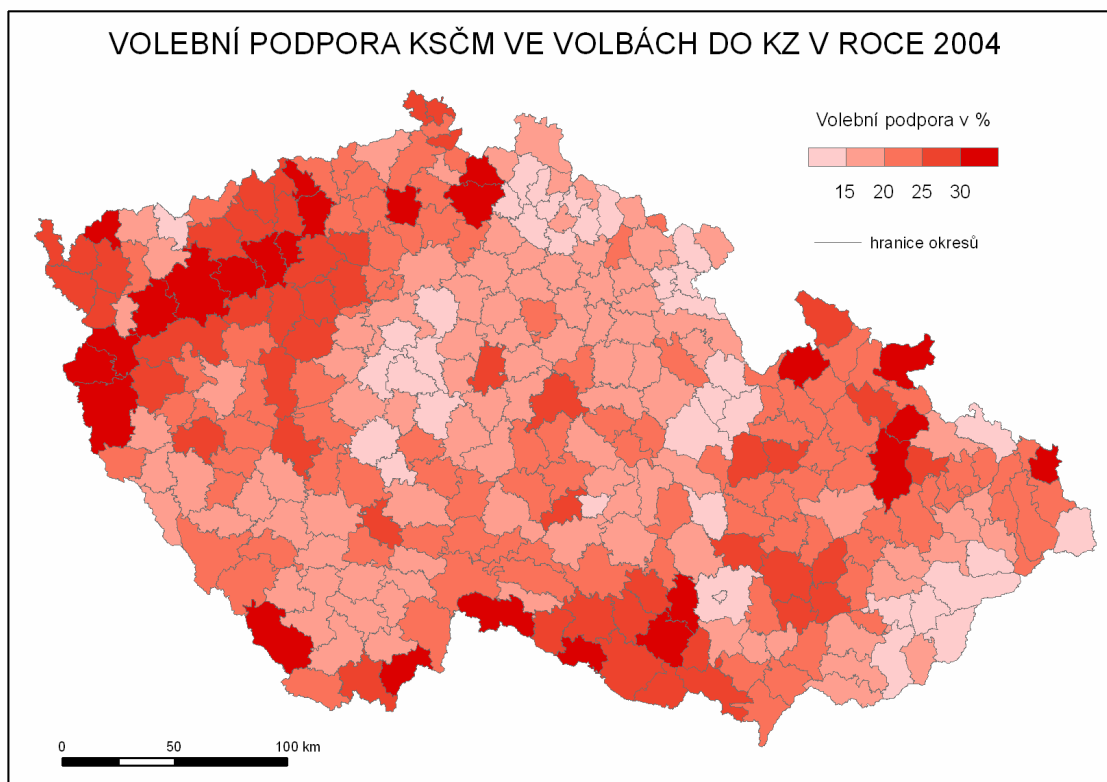 VOLEBNÍ PODPORA KSČM VE VOLBÁCH DO KZ V ROCE 2004
Volební podpora v %
15 20 25 30
hranice okresů
0 50 100 km